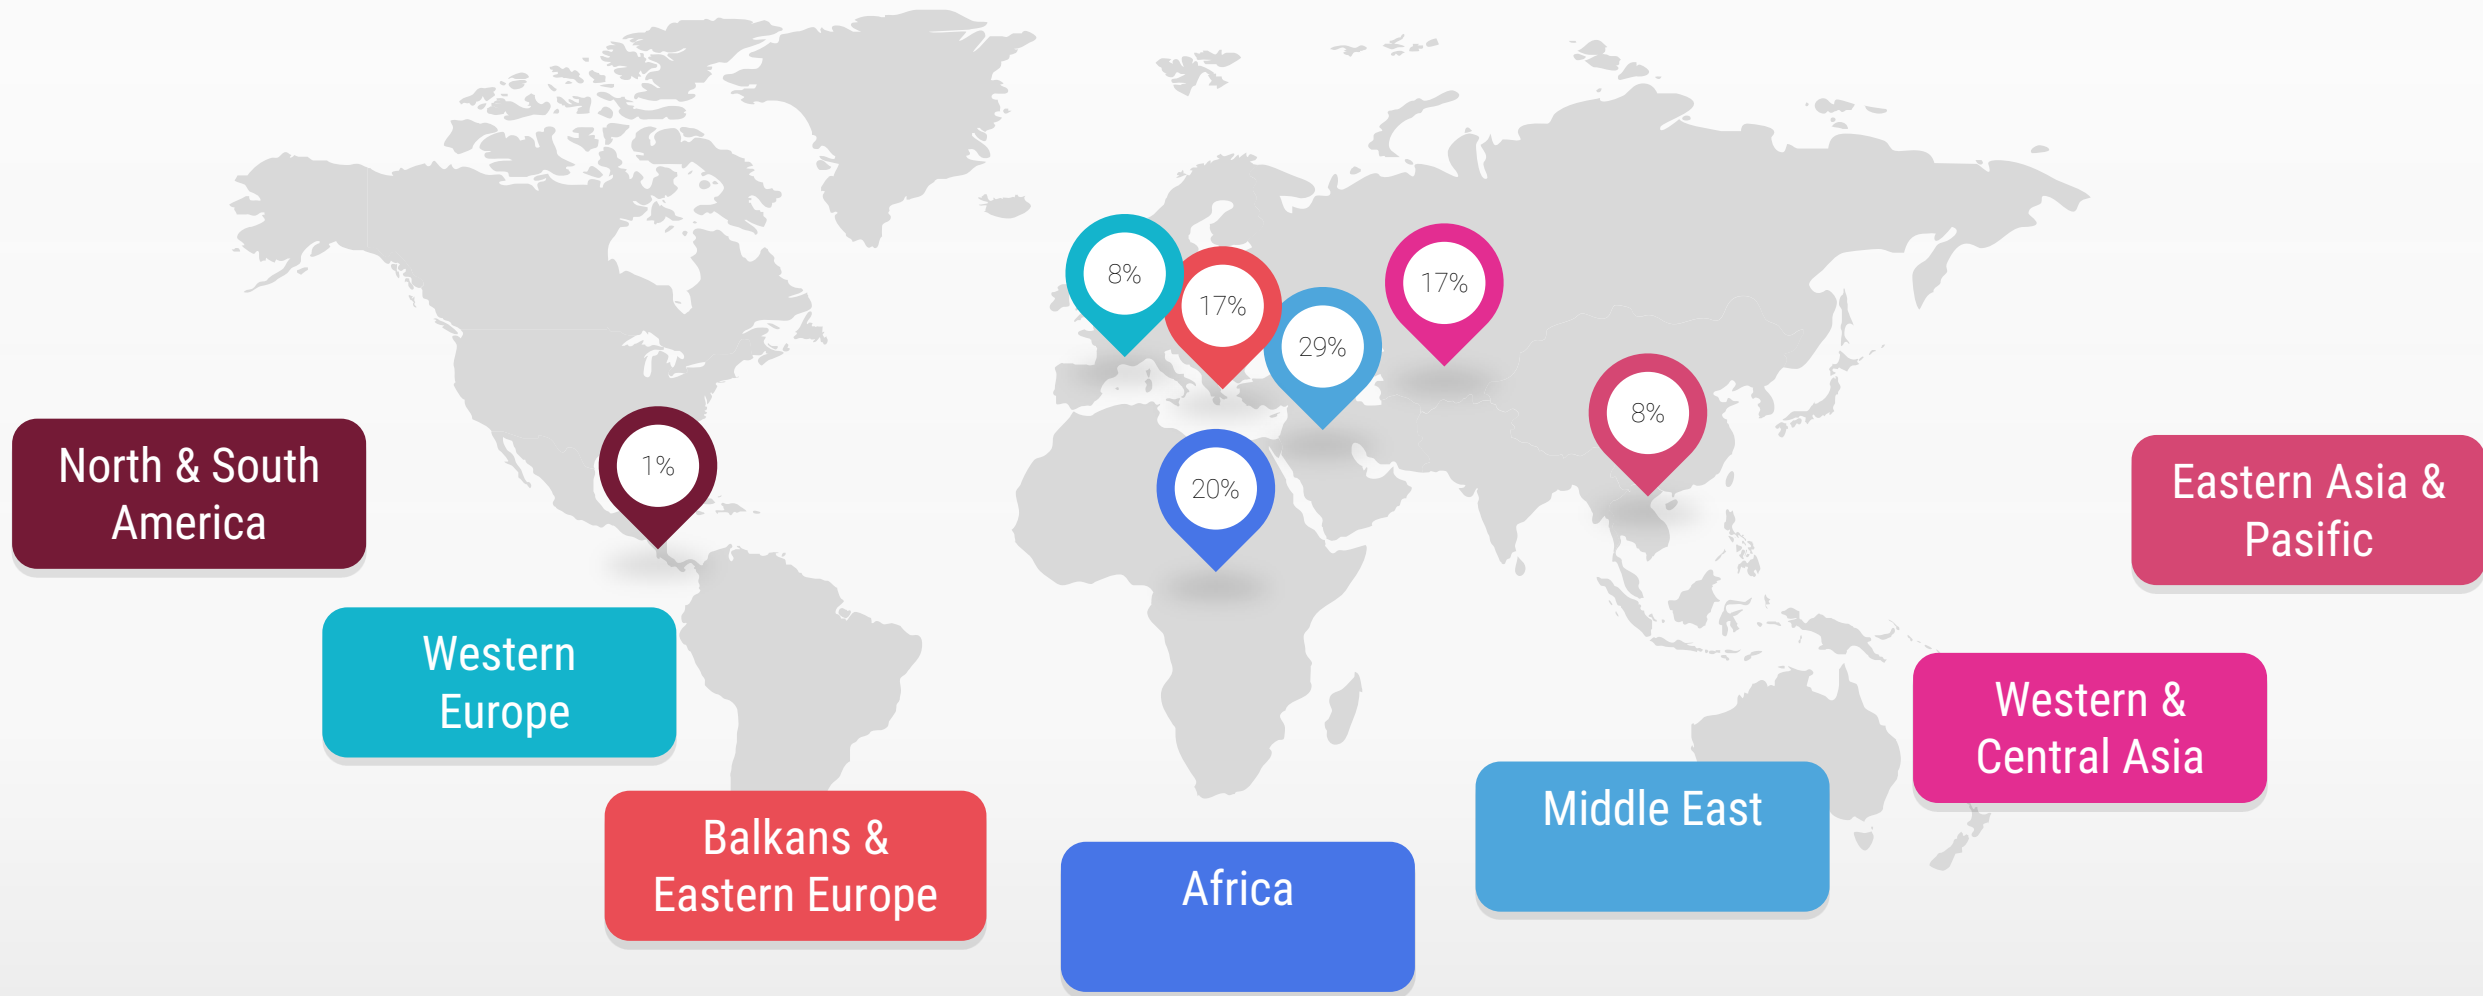 8%
17%
17%
29%
8%
1%
20%
North & South
America
Eastern Asia &
Pasific
Western
Europe
Western &
Central Asia
Balkans &
Eastern Europe
Middle East
Africa